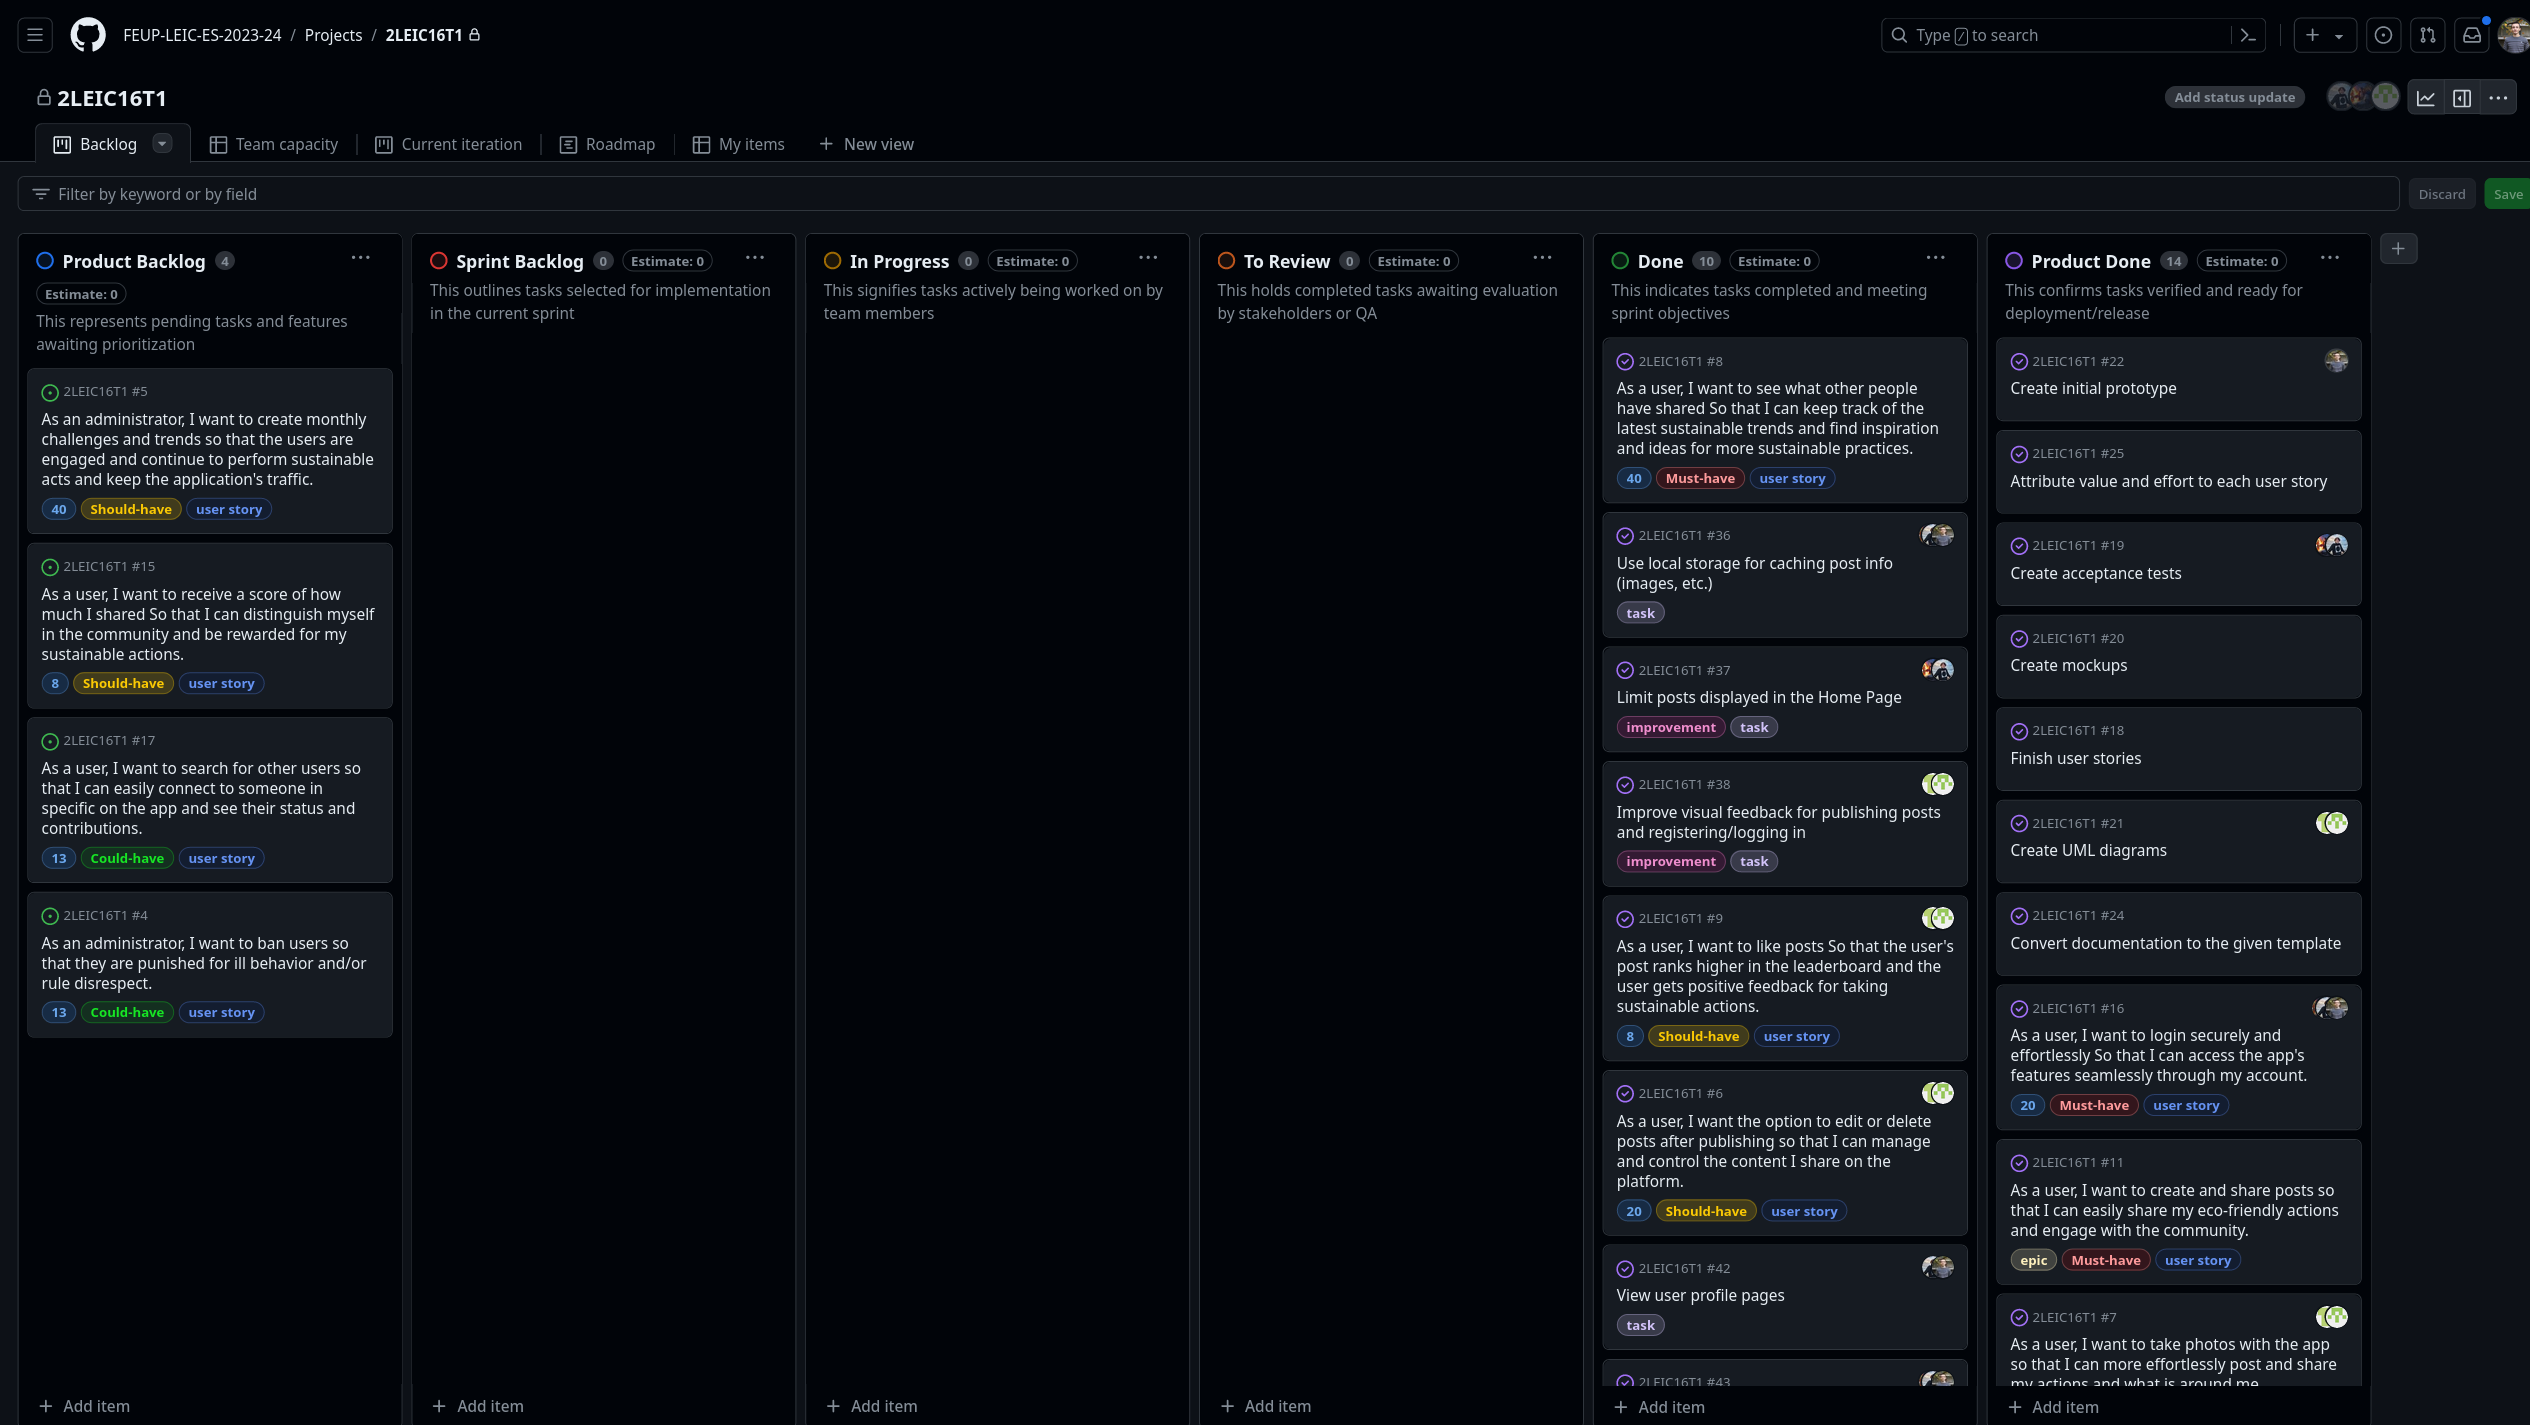 FEUP-LEIC-ES-2023-24 / Projects / 2LEIC16T1
Type / to search
2LEIC16T1
Add status update
Backlog
Team capacity
Current iteration
Roadmap
My items
New view
Filter by keyword or by field
Discard
Save
Product Backlog 4
Estimate: 0
This represents pending tasks and features
awaiting prioritization
2LEIC16T1 #5
As an administrator, I want to create monthly
challenges and trends so that the users are
engaged and continue to perform sustainable
acts and keep the application's traffic.
40 Should-have user story
2LEIC16T1 #15
As a user, I want to receive a score of how
much I shared So that I can distinguish myself
in the community and be rewarded for my
sustainable actions.
8 Should-have user story
2LEIC16T1 #17
As a user, I want to search for other users so
that I can easily connect to someone in
specific on the app and see their status and
contributions.
13 Could-have user story
2LEIC16T1 #4
As an administrator, I want to ban users so
that they are punished for ill behavior and/or
rule disrespect.
13 Could-have user story
Add item
Sprint Backlog 0 Estimate: 0
This outlines tasks selected for implementation
in the current sprint
Add item
In Progress 0 Estimate: 0
This signifies tasks actively being worked on by
team members
Add item
To Review 0 Estimate: 0
This holds completed tasks awaiting evaluation
by stakeholders or QA
Add item
Done 10 Estimate: 0
This indicates tasks completed and meeting
sprint objectives
2LEIC16T1 #8
As a user, I want to see what other people
have shared So that I can keep track of the
latest sustainable trends and find inspiration
and ideas for more sustainable practices.
40 Must-have user story
2LEIC16T1 #36
Use local storage for caching post info
(images, etc.)
task
2LEIC16T1 #37
Limit posts displayed in the Home Page
improvement task
2LEIC16T1 #38
Improve visual feedback for publishing posts
and registering/logging in
improvement task
2LEIC16T1 #9
As a user, I want to like posts So that the user's
post ranks higher in the leaderboard and the
user gets positive feedback for taking
sustainable actions.
8 Should-have user story
2LEIC16T1 #6
As a user, I want the option to edit or delete
posts after publishing so that I can manage
and control the content I share on the
platform.
20 Should-have user story
2LEIC16T1 #42
View user profile pages
task
2LEIC16T1 #43
Add item
Product Done 14 Estimate: 0
This confirms tasks verified and ready for
deployment/release
2LEIC16T1 #22
Create initial prototype
2LEIC16T1 #25
Attribute value and effort to each user story
2LEIC16T1 #19
Create acceptance tests
2LEIC16T1 #20
Create mockups
2LEIC16T1 #18
Finish user stories
2LEIC16T1 #21
Create UML diagrams
2LEIC16T1 #24
Convert documentation to the given template
2LEIC16T1 #16
As a user, I want to login securely and
effortlessly So that I can access the app's
features seamlessly through my account.
20 Must-have user story
2LEIC16T1 #11
As a user, I want to create and share posts so
that I can easily share my eco-friendly actions
and engage with the community.
epic Must-have user story
2LEIC16T1 #7
As a user, I want to take photos with the app
so that I can more effortlessly post and share
my actions and what is around me
Add item